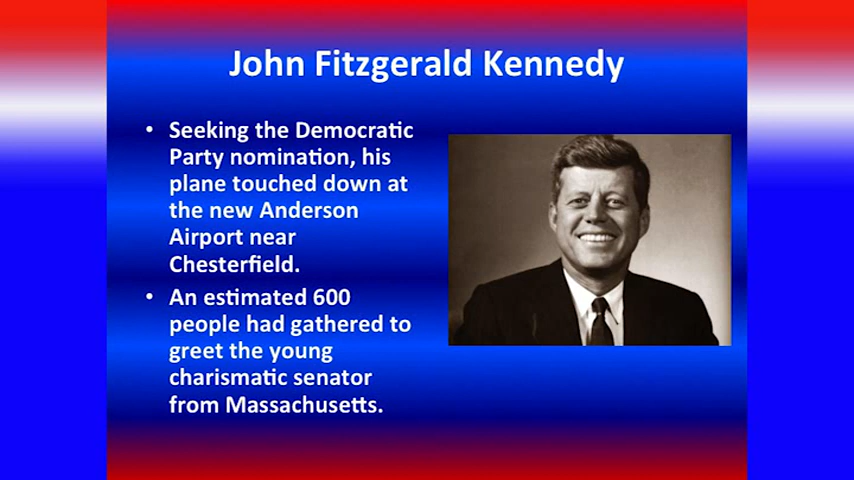 John Fitzgerald Kennedy
• Seeking the Democratic
Party nomination, his
plane touched down at
the new Anderson
Airport near
Chesterfield.
• An estimated 600
people had gathered to
greet the young
charismatic senator
from Massachusetts.